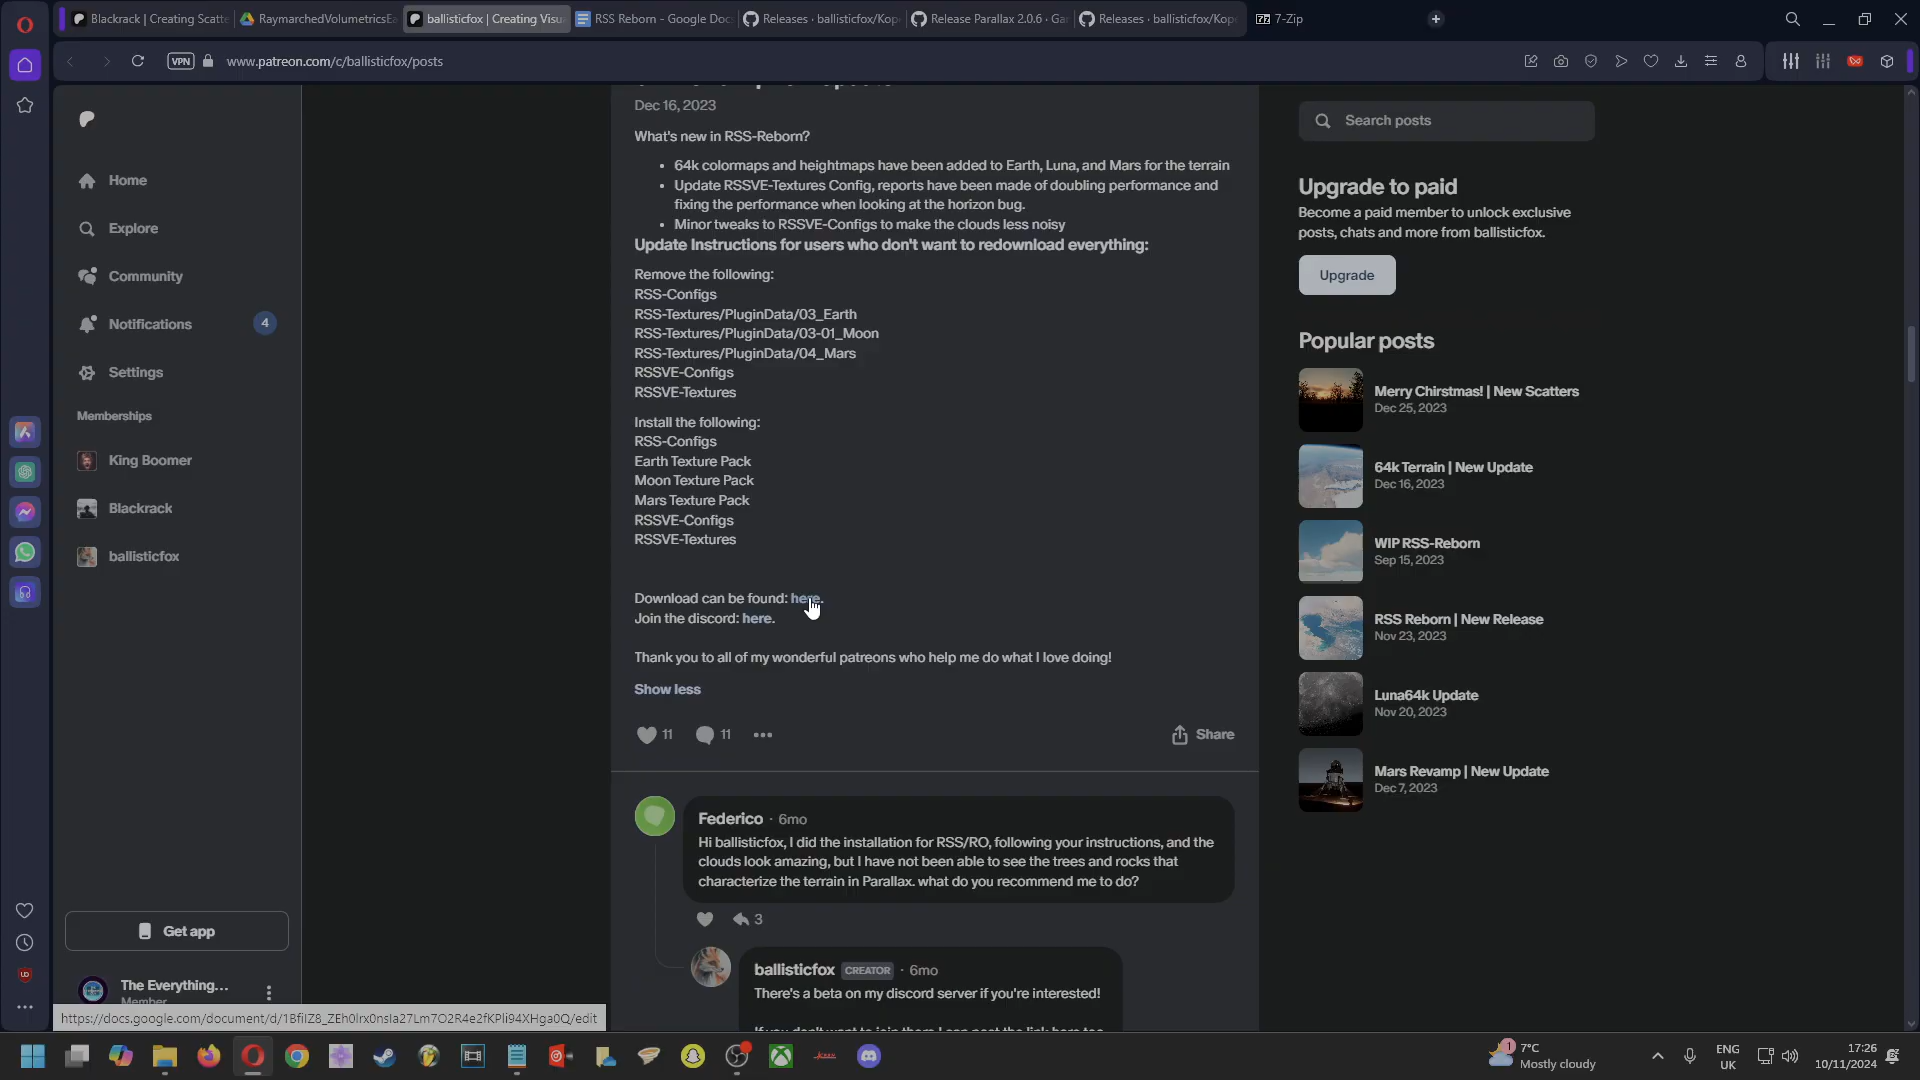 Blackrack | Creating Scatte
RaymarchedVolumetricsEa
ballisticfox | Creating Visua
RSS Reborn - Google Doc
Releases · ballisticfox/Kope
Release Parallax 2.0.6 · Ga
Releases · ballisticfox/Kope
7-Zip
VPN
www.patreon.com/c/ballisticfox/posts
Home
Explore
Community
Notifications
4
Settings
Memberships
King Boomer
Blackrack
ballisticfox
Get app
The Everything...
Member
Dec 16, 2023
What's new in RSS-Reborn?
• 64k colormaps and heightmaps have been added to Earth, Luna, and Mars for the terrain
• Update RSSVE-Textures Config, reports have been made of doubling performance and
fixing the performance when looking at the horizon bug.
• Minor tweaks to RSSVE-Configs to make the clouds less noisy
Update Instructions for users who don't want to redownload everything:
Remove the following:
RSS-Configs
RSS-Textures/PluginData/03_Earth
RSS-Textures/PluginData/03-01_Moon
RSS-Textures/PluginData/04_Mars
RSSVE-Configs
RSSVE-Textures
Install the following:
RSS-Configs
Earth Texture Pack
Moon Texture Pack
Mars Texture Pack
RSSVE-Configs
RSSVE-Textures
Download can be found: here.
Join the discord: here.
Thank you to all of my wonderful patreons who help me do what I love doing!
Show less
11
11
Share
Federico · 6mo
Hi ballisticfox, I did the installation for RSS/RO, following your instructions, and the
clouds look amazing, but I have not been able to see the trees and rocks that
characterize the terrain in Parallax. what do you recommend me to do?
3
ballisticfox CREATOR · 6mo
There's a beta on my discord server if you're interested!
Search posts
Upgrade to paid
Become a paid member to unlock exclusive
posts, chats and more from ballisticfox.
Upgrade
Popular posts
Merry Chirstmas! | New Scatters
Dec 25, 2023
64k Terrain | New Update
Dec 16, 2023
WIP RSS-Reborn
Sep 15, 2023
RSS Reborn | New Release
Nov 23, 2023
Luna64k Update
Nov 20, 2023
Mars Revamp | New Update
Dec 7, 2023
7°C
Mostly cloudy
ENG
UK
17:26
10/11/2024